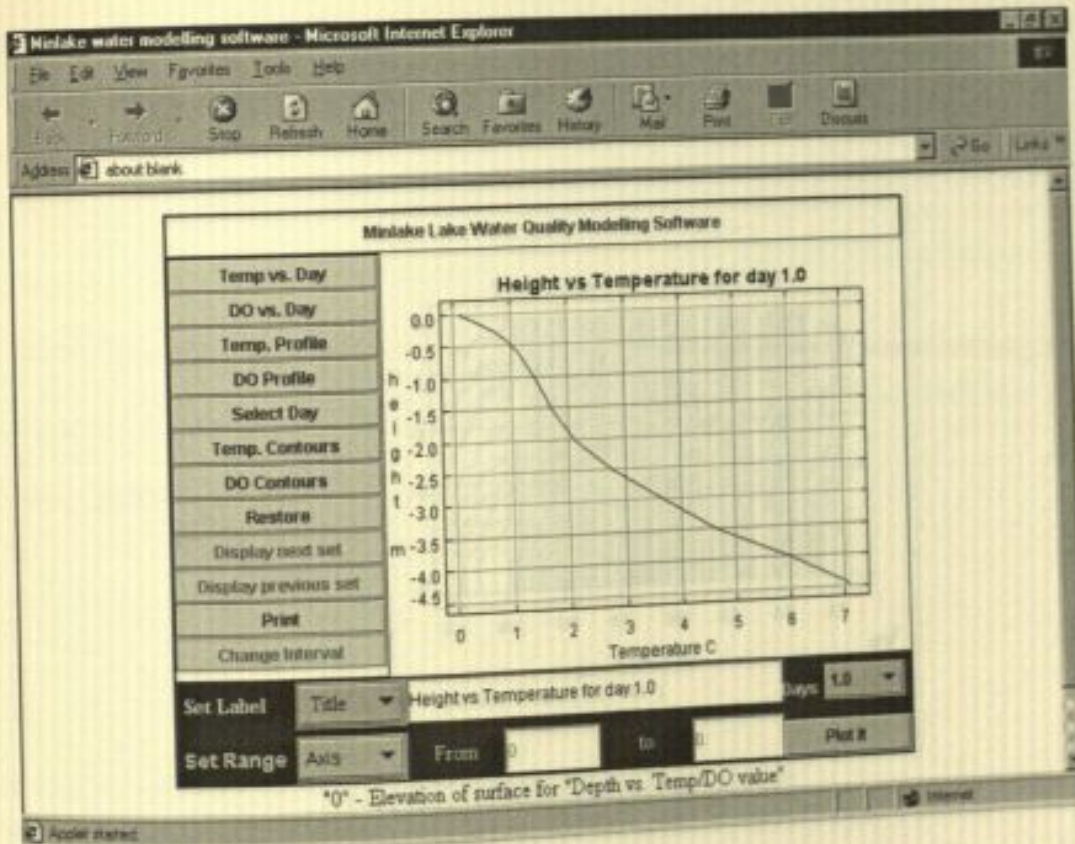 Minlake water modelling software - Microsoft Internet Explorer
File Edit View Favorites Tools Help
Back Forward Stop Refresh Home Search Favorites History Mail Print Edit Discuss
Address about:blank Go Links
Minlake Lake Water Quality Modelling Software
Temp vs. Day
DO vs. Day
Temp. Profile
DO Profile
Select Day
Temp. Contours
DO Contours
Restore
Display next set
Display previous set
Print
Change Interval
Height vs Temperature for day 1.0
0.0
-0.5
-1.0
-1.5
-2.0
-2.5
-3.0
-3.5
-4.0
-4.5
height m
0 1 2 3 4 5 6 7
Temperature C
Set Label Title Height vs Temperature for day 1.0 Days 1.0
Set Range Axis From 0 to 0 Plot It
"0" - Elevation of surface for "Depth vs. Temp/DO value"
Applet started. Internet